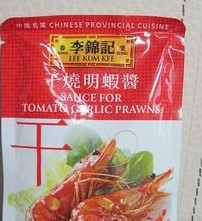 中國名菜 CHINESE PROVINCIAL CUISINE
李錦記
LEE KUM KEE
干燒明蝦醬
SAUCE FOR
TOMATO GARLIC PRAWNS
干